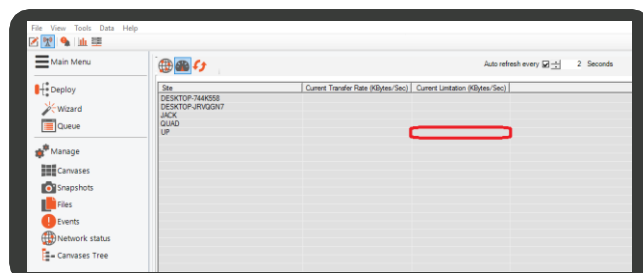 File View Tools Data Help
Main Menu
Auto refresh every 2 Seconds
Deploy
Wizard
Queue
Manage
Canvases
Snapshots
Files
Events
Network status
Canvases Tree
Site Current Transfer Rate (KBytes/Sec) Current Limitation (KBytes/Sec)
DESKTOP-744K558
DESKTOP-JRVQGN7
JACK
QUAD
UP